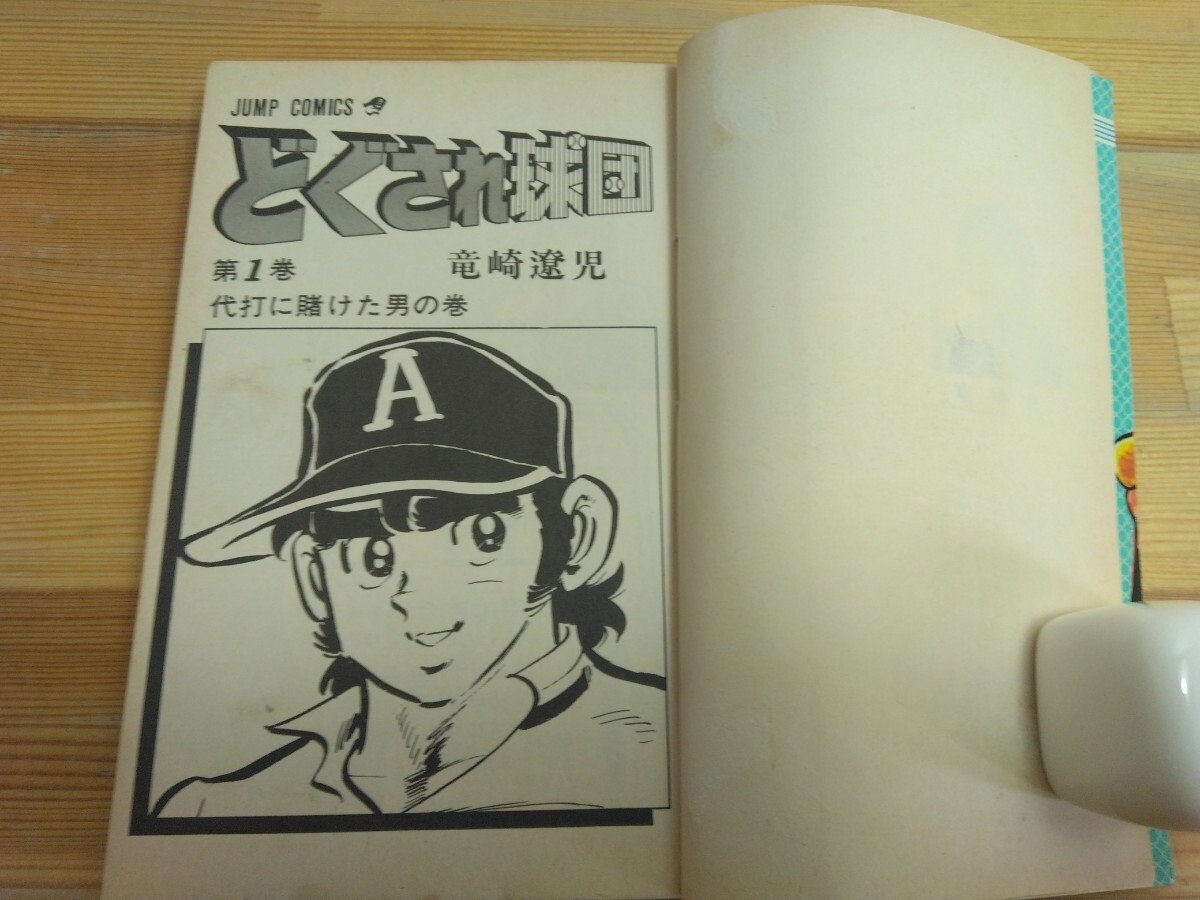 JUMP COMICS
どぐされ球団
第1巻
竜崎遼児
代打に賭けた男の巻
A